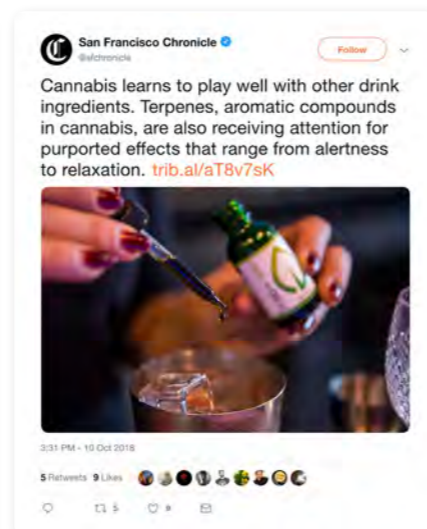 San Francisco Chronicle
@sfchronicle
Follow
Cannabis learns to play well with other drink
ingredients. Terpenes, aromatic compounds
in cannabis, are also receiving attention for
purported effects that range from alertness
to relaxation. trib.al/aT8v7sK
3:31 PM - 10 Oct 2018
5 Retweets 9 Likes
5 9